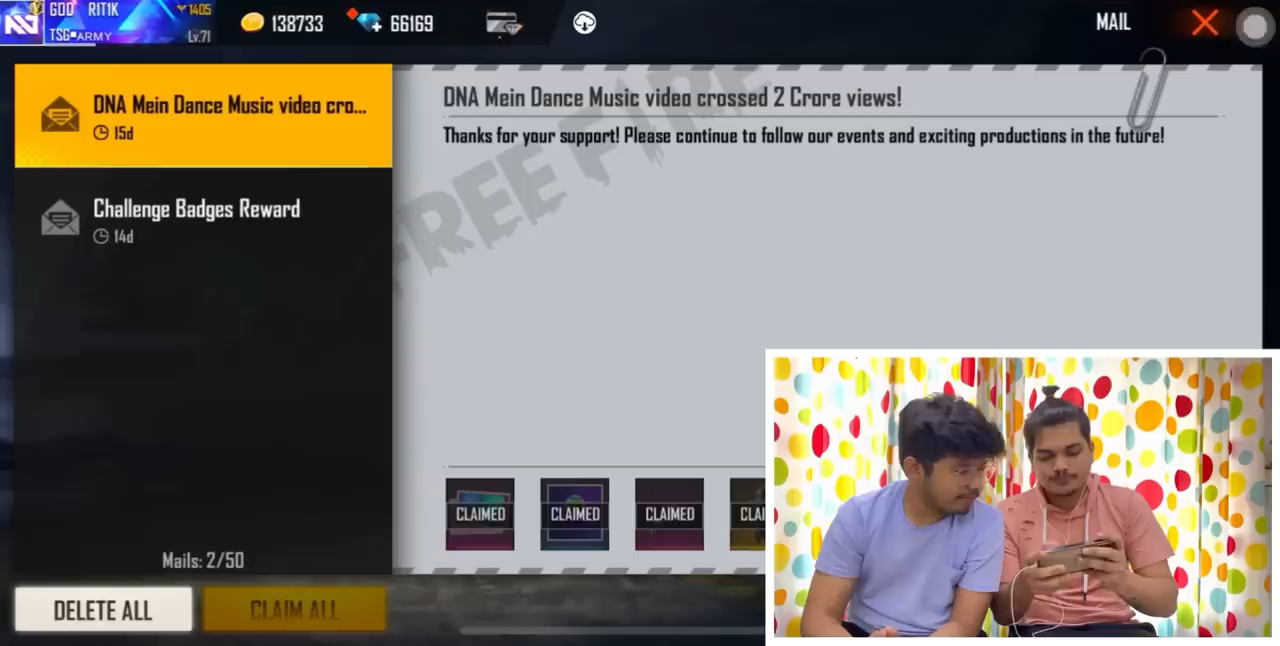 GOD RIT1K
1405
TSG ARMY
Lv.71
138733
66169
MAIL
DNA Mein Dance Music video cro...
15d
Challenge Badges Reward
14d
Mails: 2/50
DELETE ALL
CLAIM ALL
FREE FIRE
DNA Mein Dance Music video crossed 2 Crore views!
Thanks for your support! Please continue to follow our events and exciting productions in the future!
CLAIMED
CLAIMED
CLAIMED
CLAI